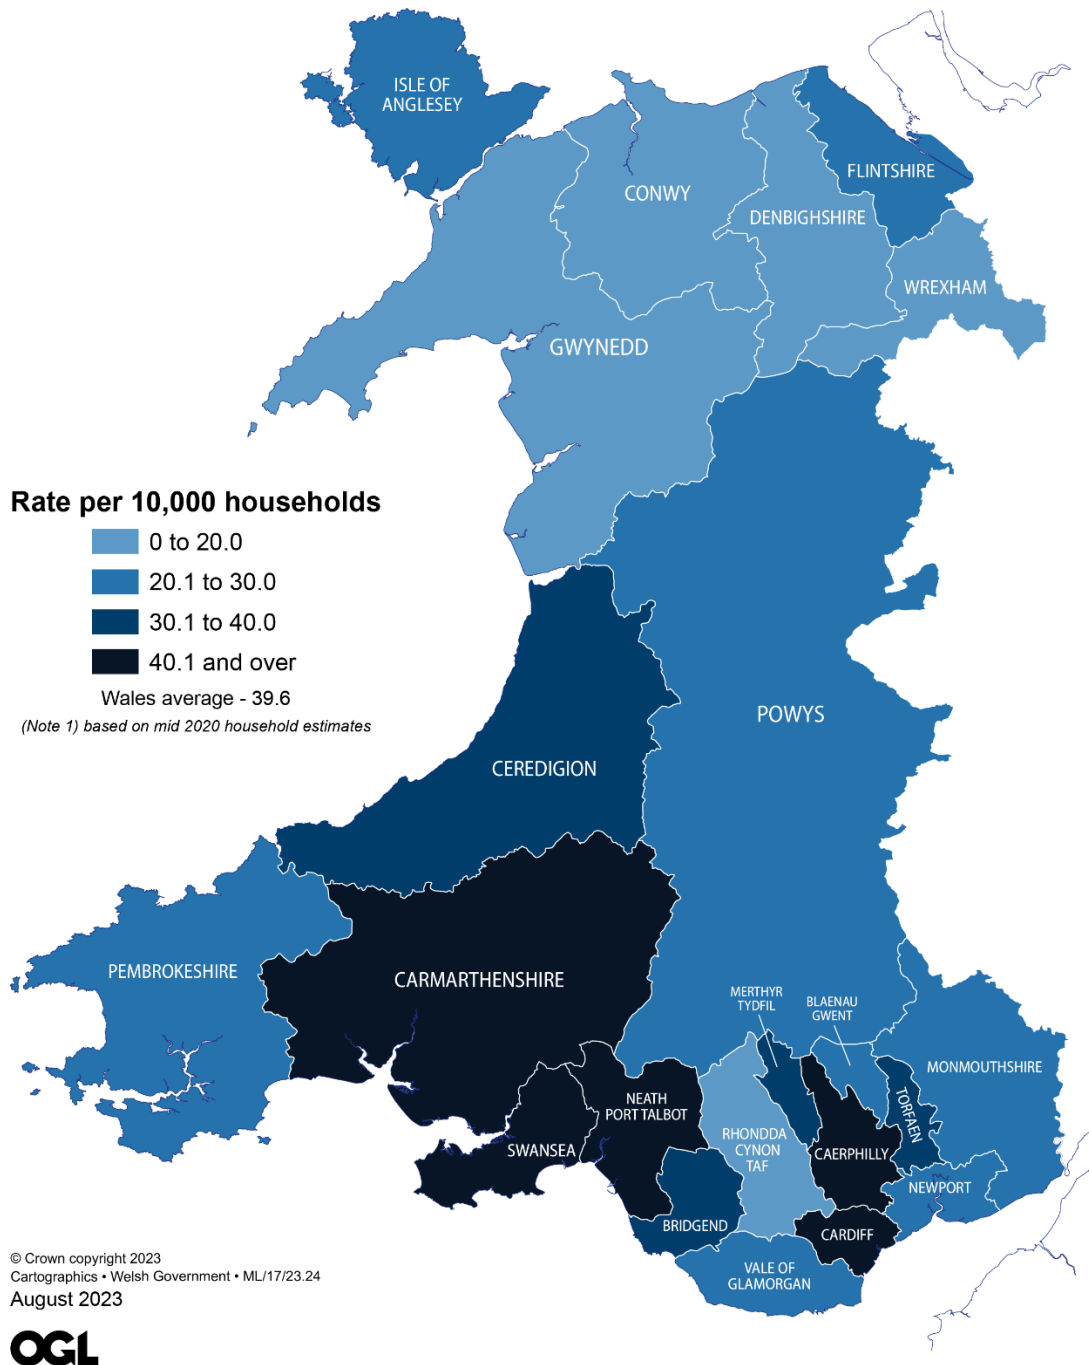 ISLE OF
ANGLESEY
FLINTSHIRE
CONWY
DENBIGHSHIRE
WREXHAM
GWYNEDD
Rate per 10,000 households
0 to 20.0
20.1 to 30.0
30.1 to 40.0
40.1 and over
Wales average - 39.6
(Note 1) based on mid 2020 household estimates
POWYS
CEREDIGION
PEMBROKESHIRE
CARMARTHENSHIRE
MERTHYR
TYDFIL
BLAENAU
GWENT
MONMOUTHSHIRE
NEATH
PORT TALBOT
TORFAEN
SWANSEA
RHONDDA
CYNON
TAF
CAERPHILLY
NEWPORT
BRIDGEND
CARDIFF
VALE OF
GLAMORGAN
© Crown copyright 2023
Cartographics • Welsh Government • ML/17/23.24
August 2023
OGL